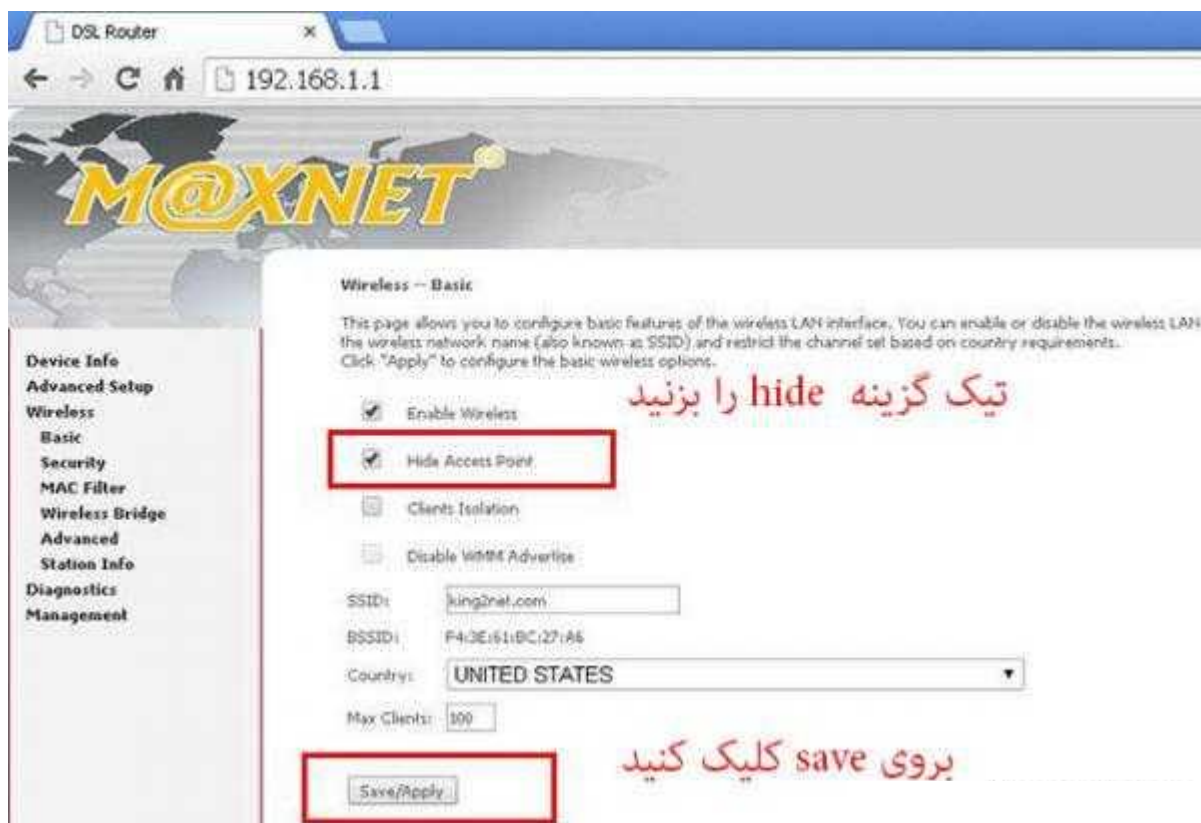 DSL Router
192.168.1.1
M@XNET
Wireless -- Basic
This page allows you to configure basic features of the wireless LAN interface. You can enable or disable the wireless LAN
the wireless network name (also known as SSID) and restrict the channel set based on country requirements.
Click "Apply" to configure the basic wireless options.
Device Info
Advanced Setup
Wireless
Basic
Security
MAC Filter
Wireless Bridge
Advanced
Station Info
Diagnostics
Management
تیک گزینه hide را بزنید
Enable Wireless
Hide Access Point
Clients Isolation
Disable WMM Advertise
SSID: king2net.com
BSSID: F4:3E:61:BC:27:A6
Country: UNITED STATES
Max Clients: 100
بروی save کلیک کنید
Save/Apply